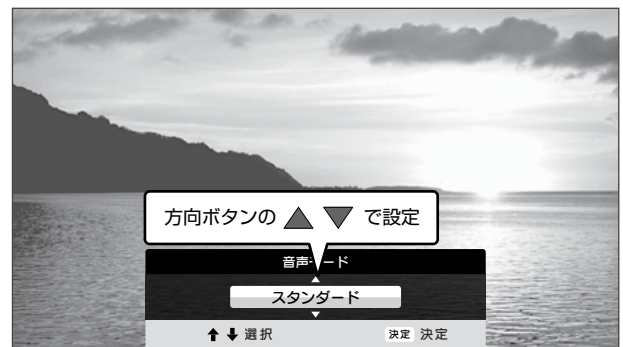 方向ボタンの ▲ ▼ で設定
音声 ード
スタンダード
↑ ↓ 選択 決定 決定